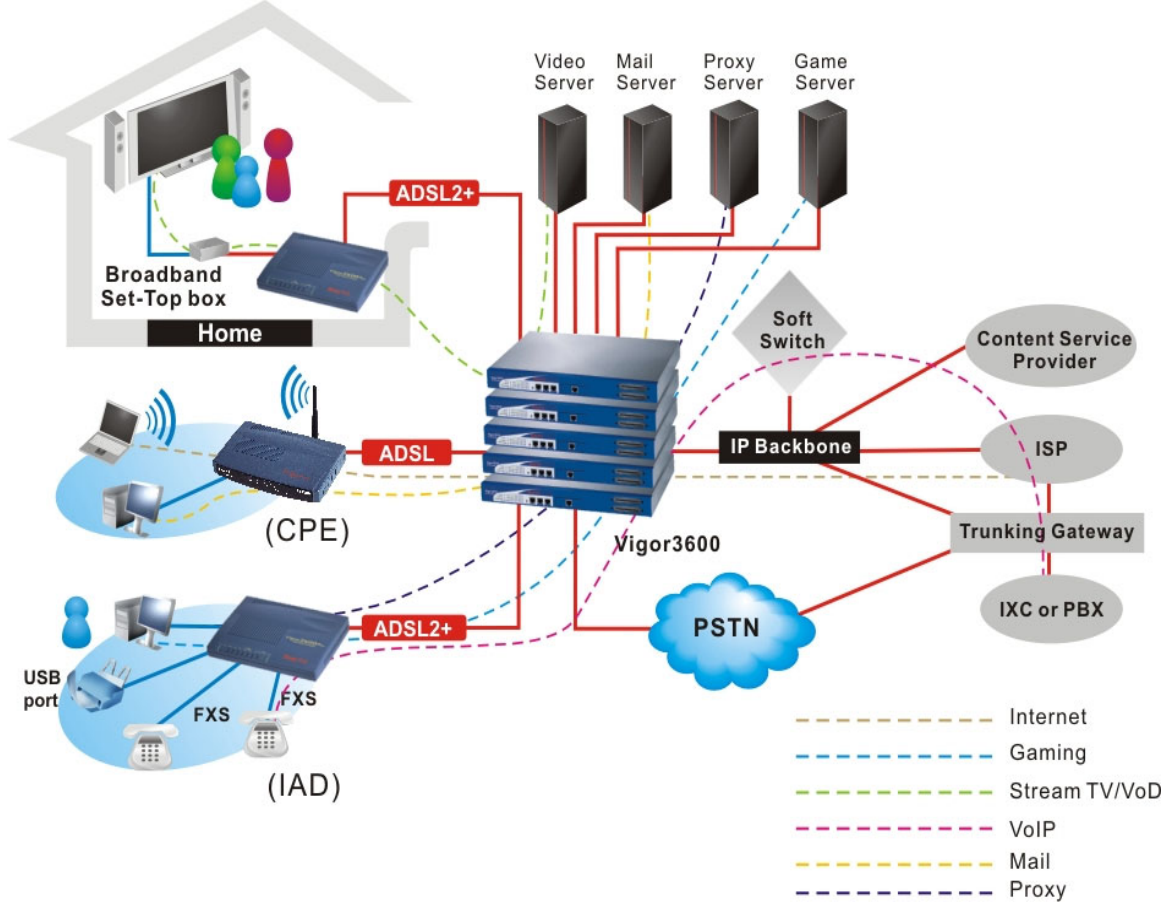 Video Server
Mail Server
Proxy Server
Game Server
ADSL2+
Broadband
Set-Top box
Home
Soft
Switch
Content Service
Provider
ADSL
IP Backbone
ISP
(CPE)
Vigor3600
Trunking Gateway
ADSL2+
PSTN
IXC or PBX
USB
port
FXS
FXS
(IAD)
Internet
Gaming
Stream TV/VoD
VoIP
Mail
Proxy